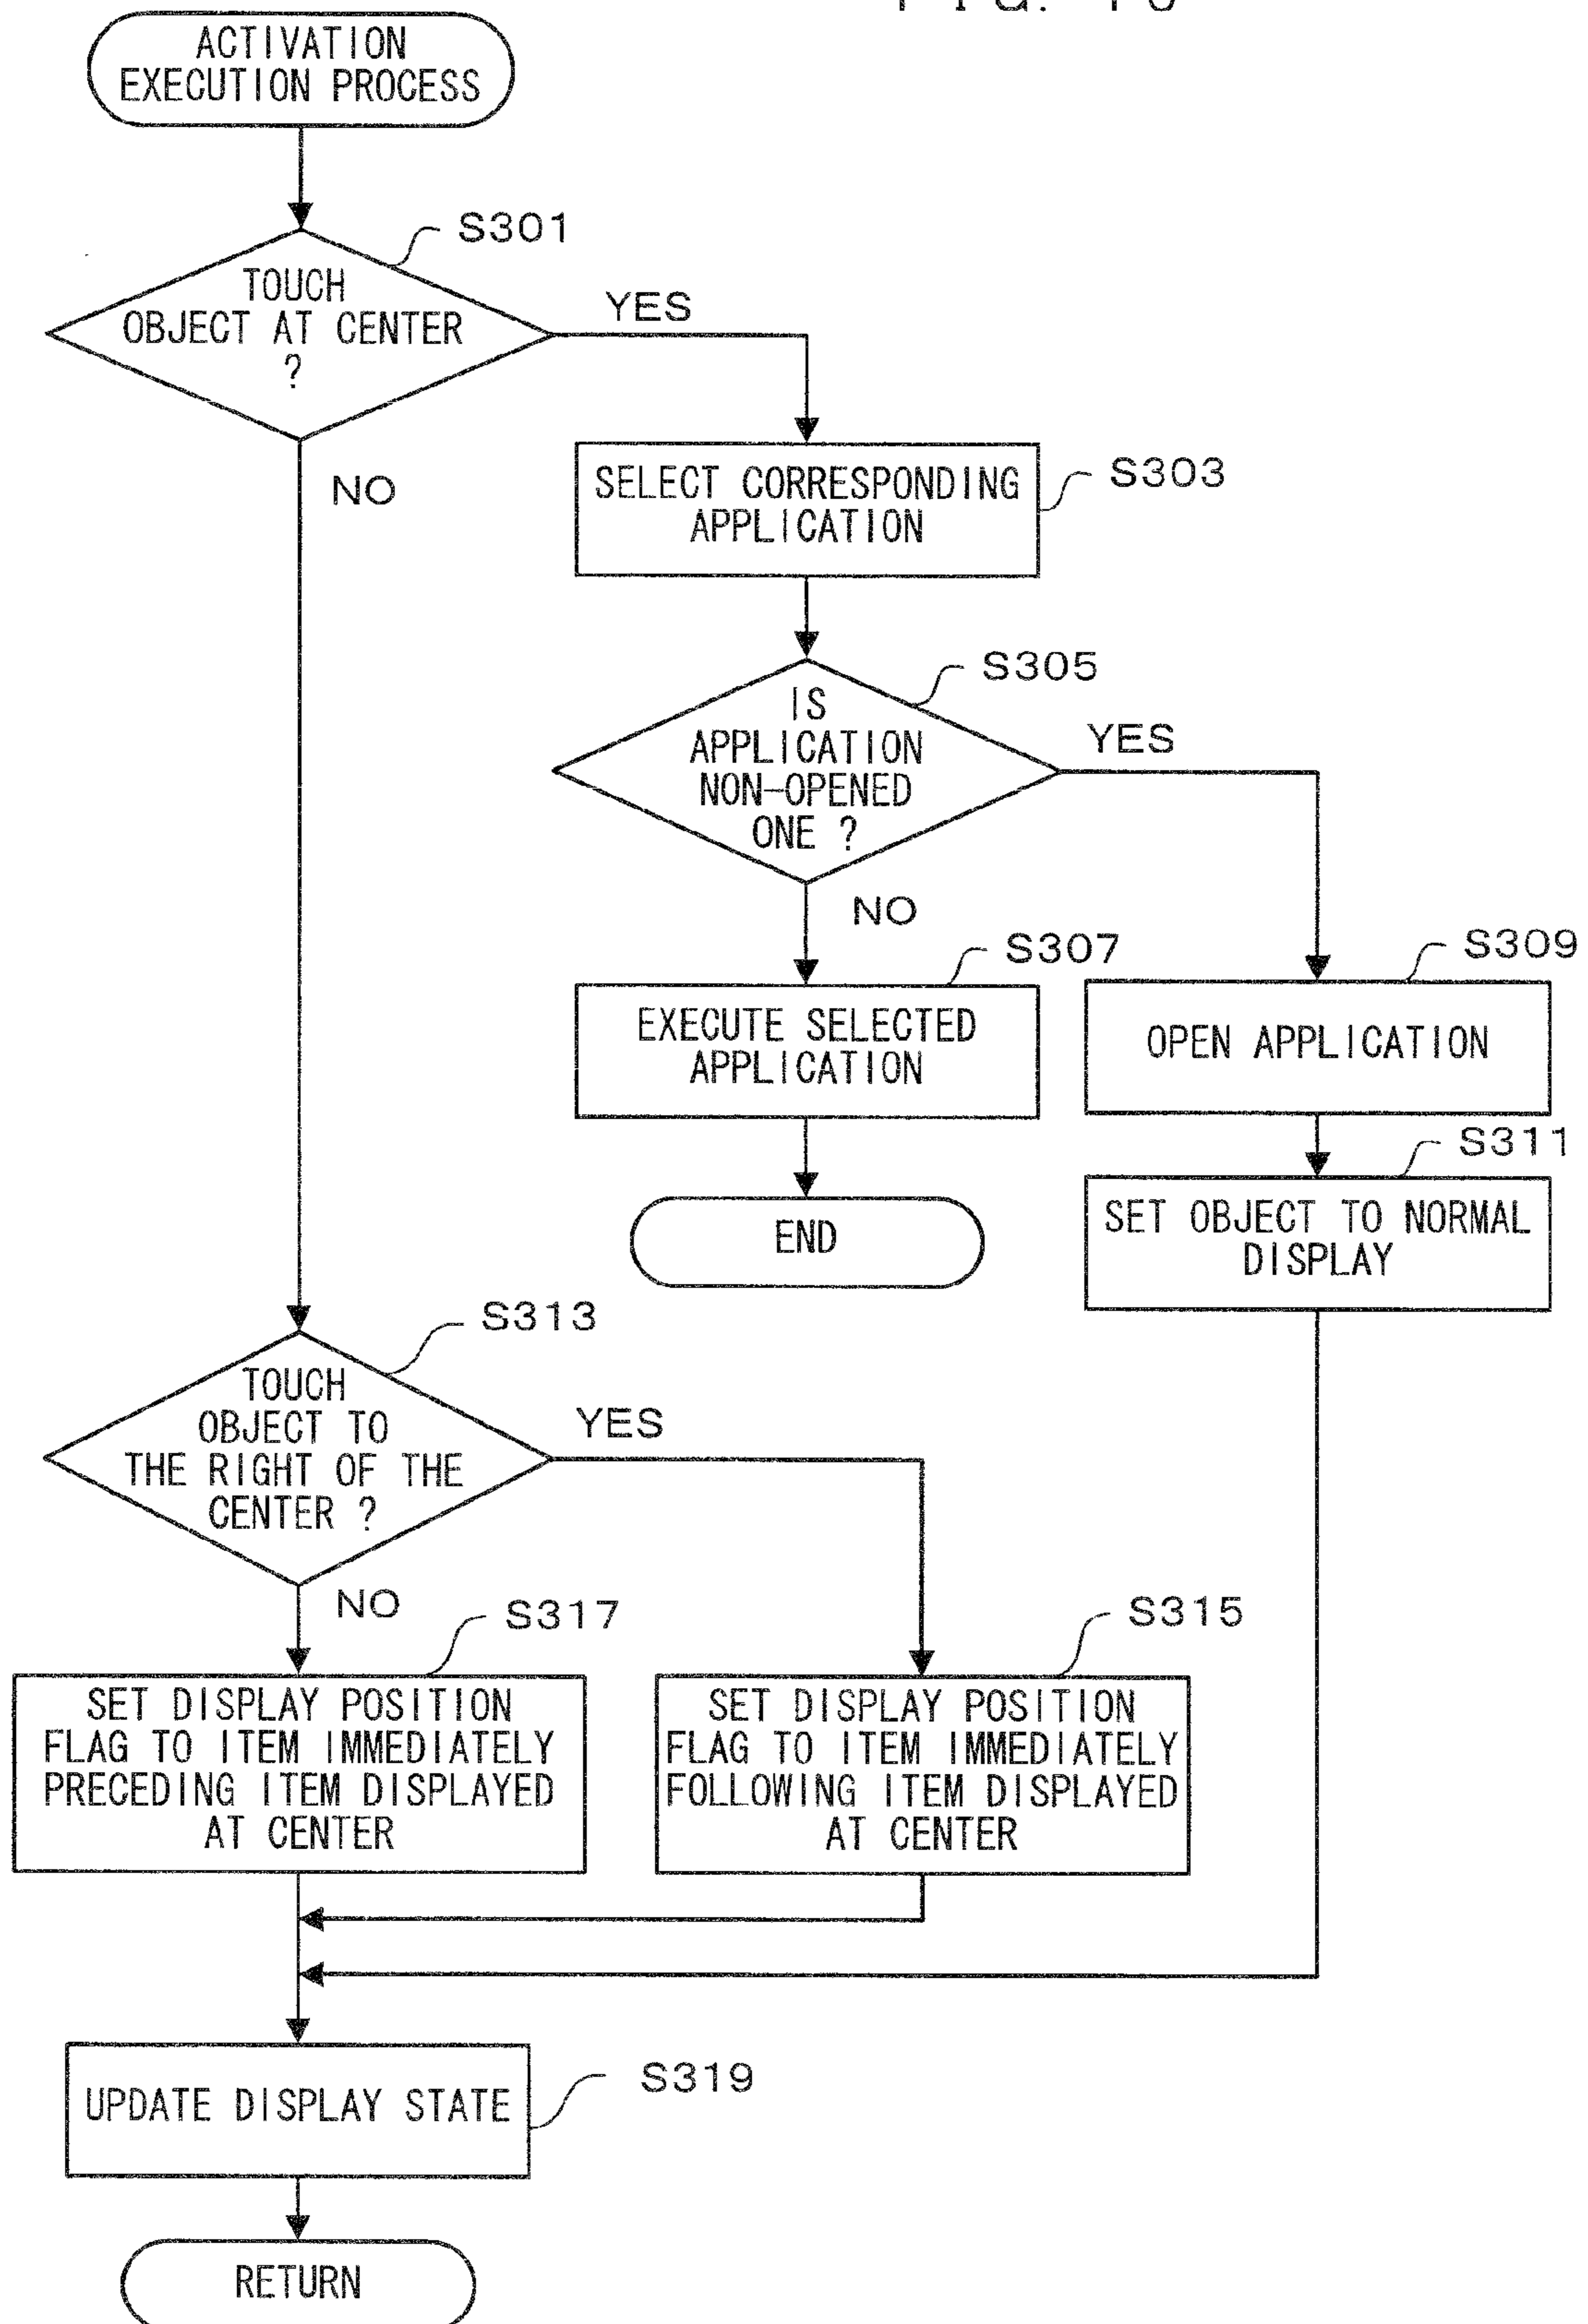 ACTIVATION
EXECUTION PROCESS
S301
TOUCH
OBJECT AT CENTER
?
YES
NO
SELECT CORRESPONDING
APPLICATION
S303
S305
IS
APPLICATION
NON-OPENED
ONE ?
YES
NO
S307
EXECUTE SELECTED
APPLICATION
END
S309
OPEN APPLICATION
S311
SET OBJECT TO NORMAL
DISPLAY
S313
TOUCH
OBJECT TO
THE RIGHT OF THE
CENTER ?
YES
NO
S317
SET DISPLAY POSITION
FLAG TO ITEM IMMEDIATELY
PRECEDING ITEM DISPLAYED
AT CENTER
S315
SET DISPLAY POSITION
FLAG TO ITEM IMMEDIATELY
FOLLOWING ITEM DISPLAYED
AT CENTER
UPDATE DISPLAY STATE
S319
RETURN